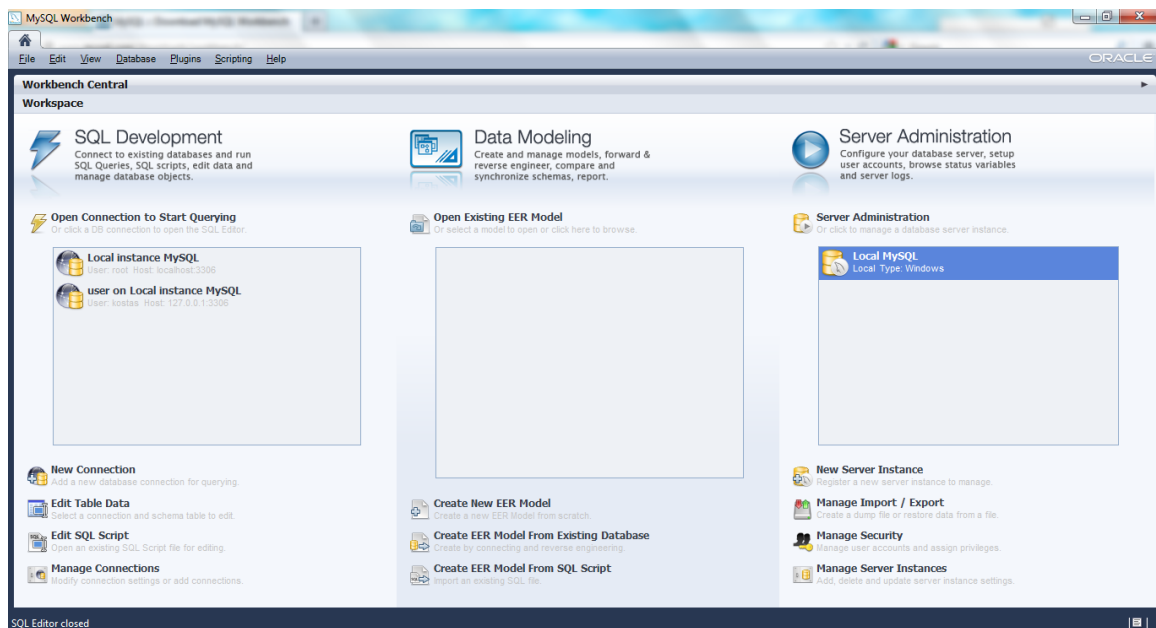 MySQL Workbench
File Edit View Database Plugins Scripting Help
ORACLE
Workbench Central
Workspace
SQL Development
Connect to existing databases and run
SQL Queries, SQL scripts, edit data and
manage database objects.
Open Connection to Start Querying
Or click a DB connection to open the SQL Editor.
Local instance MySQL
User: root Host: localhost:3306
user on Local instance MySQL
User: kostas Host: 127.0.0.1:3306
New Connection
Add a new database connection for querying.
Edit Table Data
Select a connection and schema table to edit.
Edit SQL Script
Open an existing SQL Script file for editing.
Manage Connections
Modify connection settings or add connections.
Data Modeling
Create and manage models, forward &
reverse engineer, compare and
synchronize schemas, report.
Open Existing EER Model
Or select a model to open or click here to browse.
Create New EER Model
Create a new EER Model from scratch.
Create EER Model From Existing Database
Create by connecting and reverse engineering.
Create EER Model From SQL Script
Import an existing SQL file.
Server Administration
Configure your database server, setup
user accounts, browse status variables
and server logs.
Server Administration
Or click to manage a database server instance.
Local MySQL
Local Type: Windows
New Server Instance
Register a new server instance to manage.
Manage Import / Export
Create a dump file or restore data from a file.
Manage Security
Manage user accounts and assign privileges.
Manage Server Instances
Add, delete and update server instance settings.
SQL Editor closed